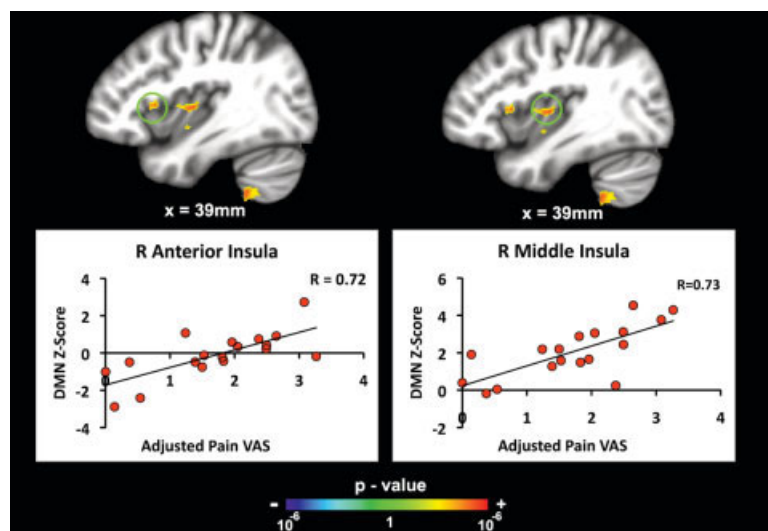 x = 39mm
x = 39mm
R Anterior Insula
R = 0.72
DMN Z-Score
4
2
0
-2
-4
0
1
2
3
4
Adjusted Pain VAS
R Middle Insula
R=0.73
DMN Z-Score
6
4
2
0
-2
0
1
2
3
4
Adjusted Pain VAS
p - value
- +
10-6 1 10-6